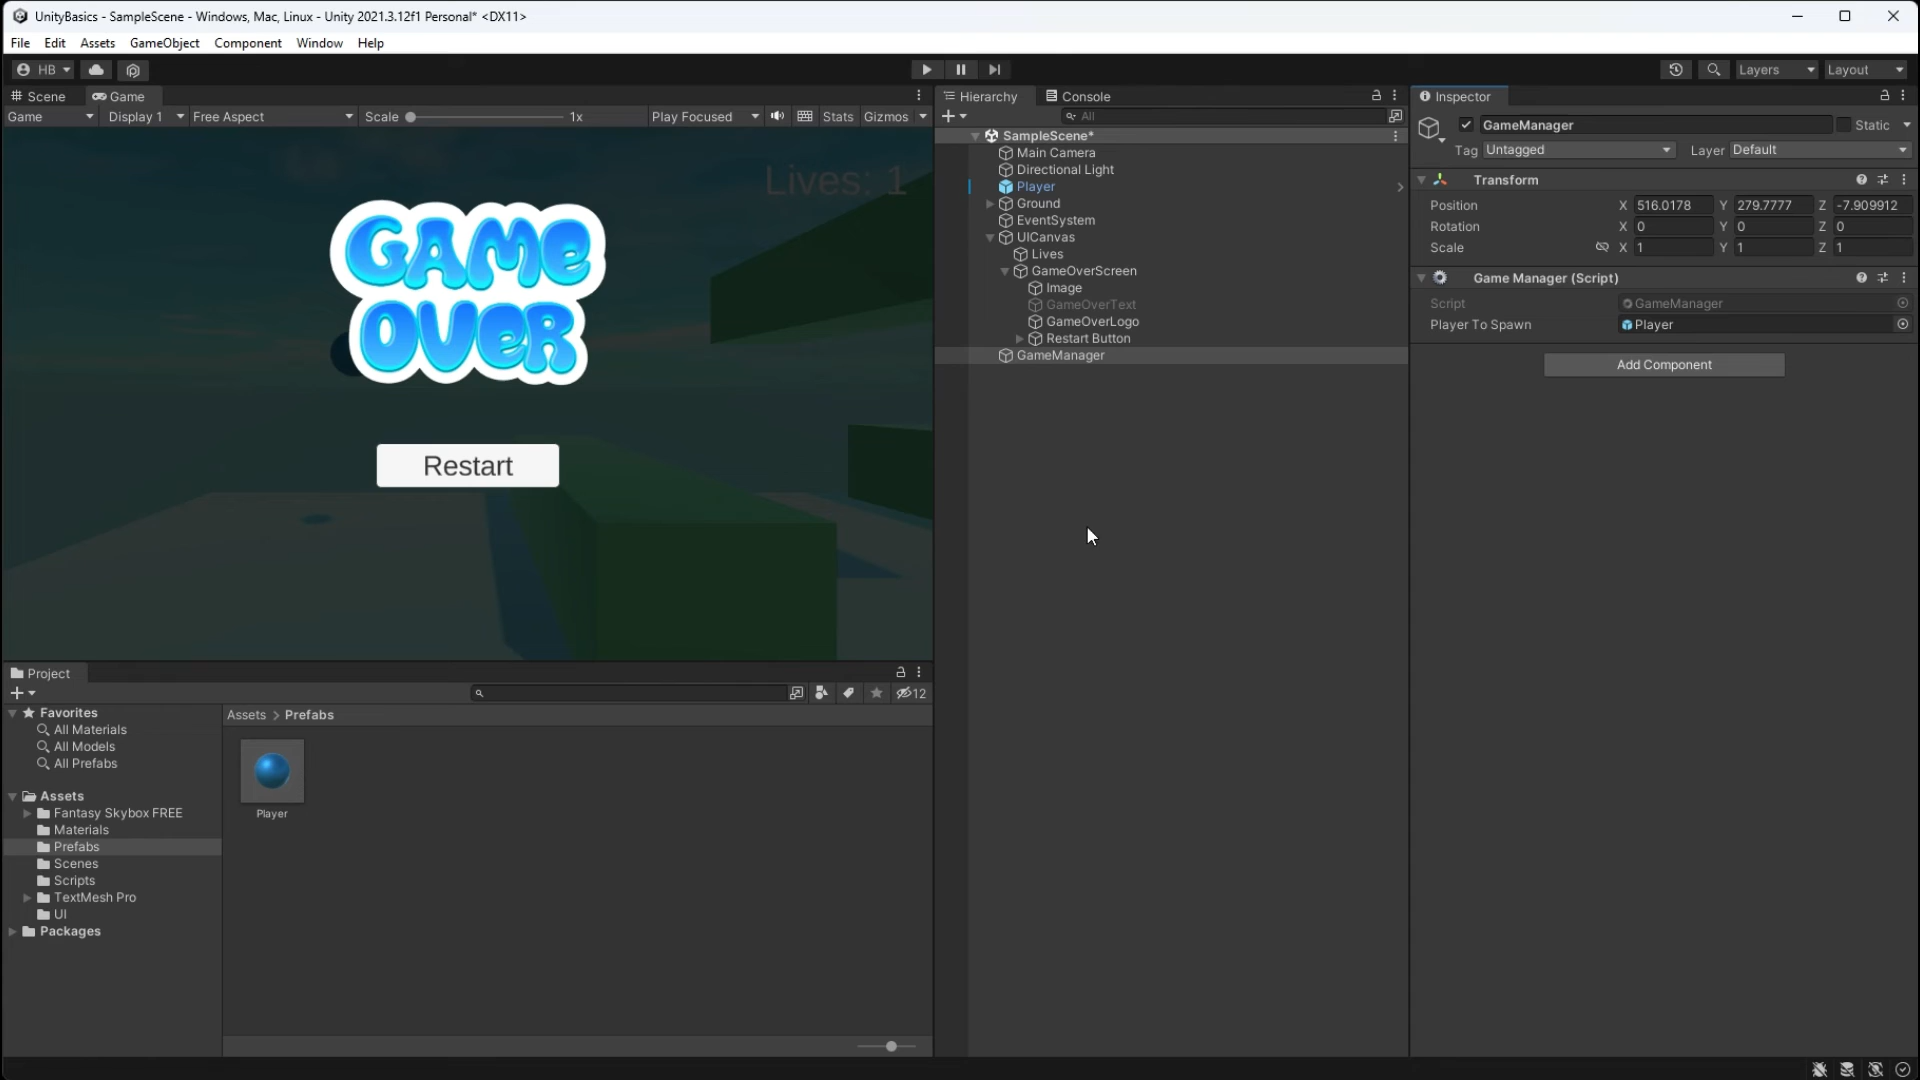 UnityBasics - SampleScene - Windows, Mac, Linux - Unity 2021.3.12f1 Personal* <DX11>
File Edit Assets GameObject Component Window Help
HB Layers Layout
Scene Game
Game Display 1 Free Aspect Scale 1x Play Focused Stats Gizmos
Lives: 1
GAME
OVER
Restart
Hierarchy Console
All
SampleScene*
Main Camera
Directional Light
Player
Ground
EventSystem
UICanvas
Lives
GameOverScreen
Image
GameOverText
GameOverLogo
Restart Button
GameManager
Inspector
GameManager Static
Tag Untagged Layer Default
Transform
Position X 516.0178 Y 279.7777 Z -7.909912
Rotation X 0 Y 0 Z 0
Scale X 1 Y 1 Z 1
Game Manager (Script)
Script GameManager
Player To Spawn Player
Add Component
Project
12
Favorites
All Materials
All Models
All Prefabs
Assets
Fantasy Skybox FREE
Materials
Prefabs
Scenes
Scripts
TextMesh Pro
UI
Packages
Assets > Prefabs
Player